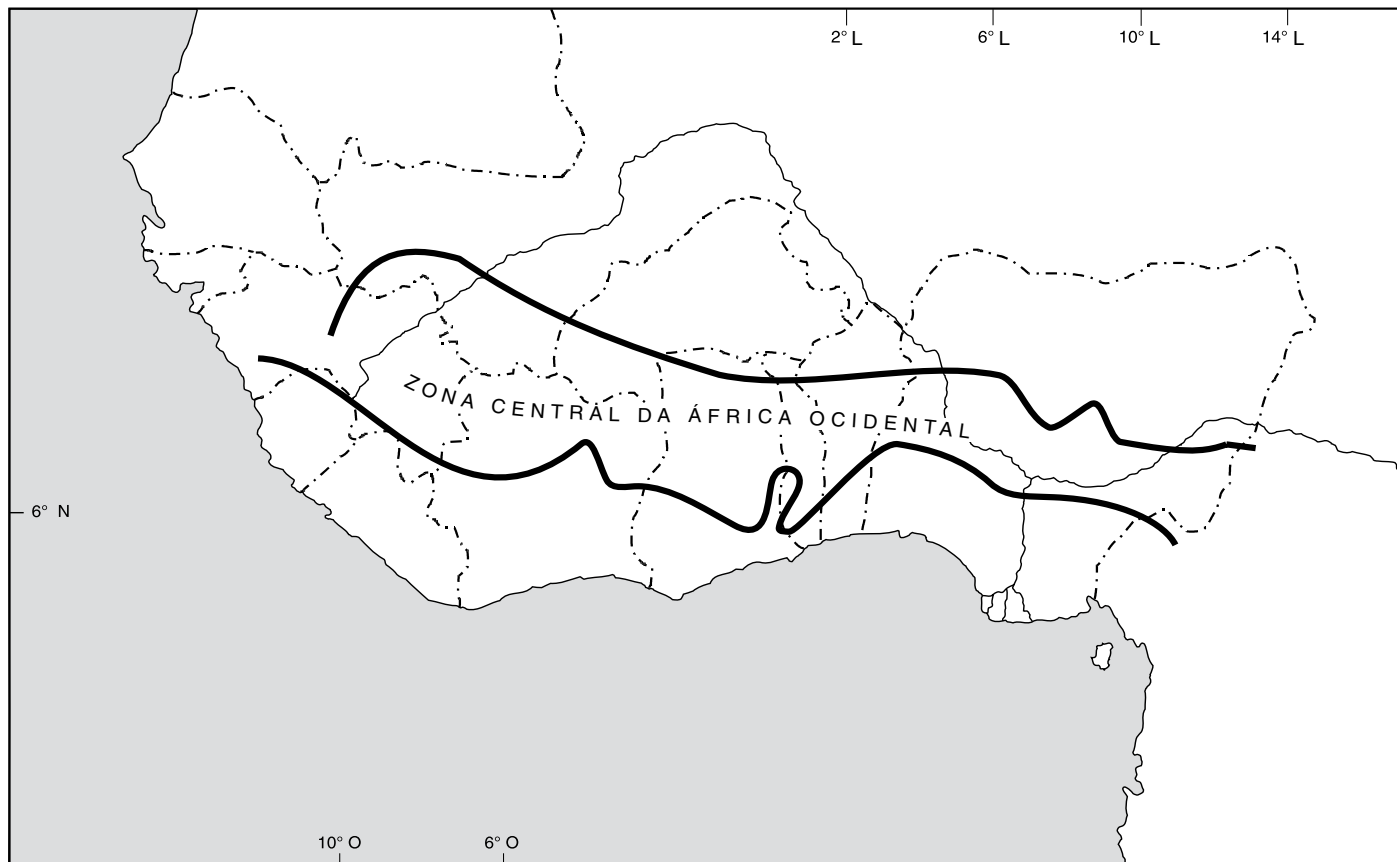 2° L
6° L
10° L
14° L
ZONA CENTRAL DA ÁFRICA OCIDENTAL
6° N
10° O
6° O